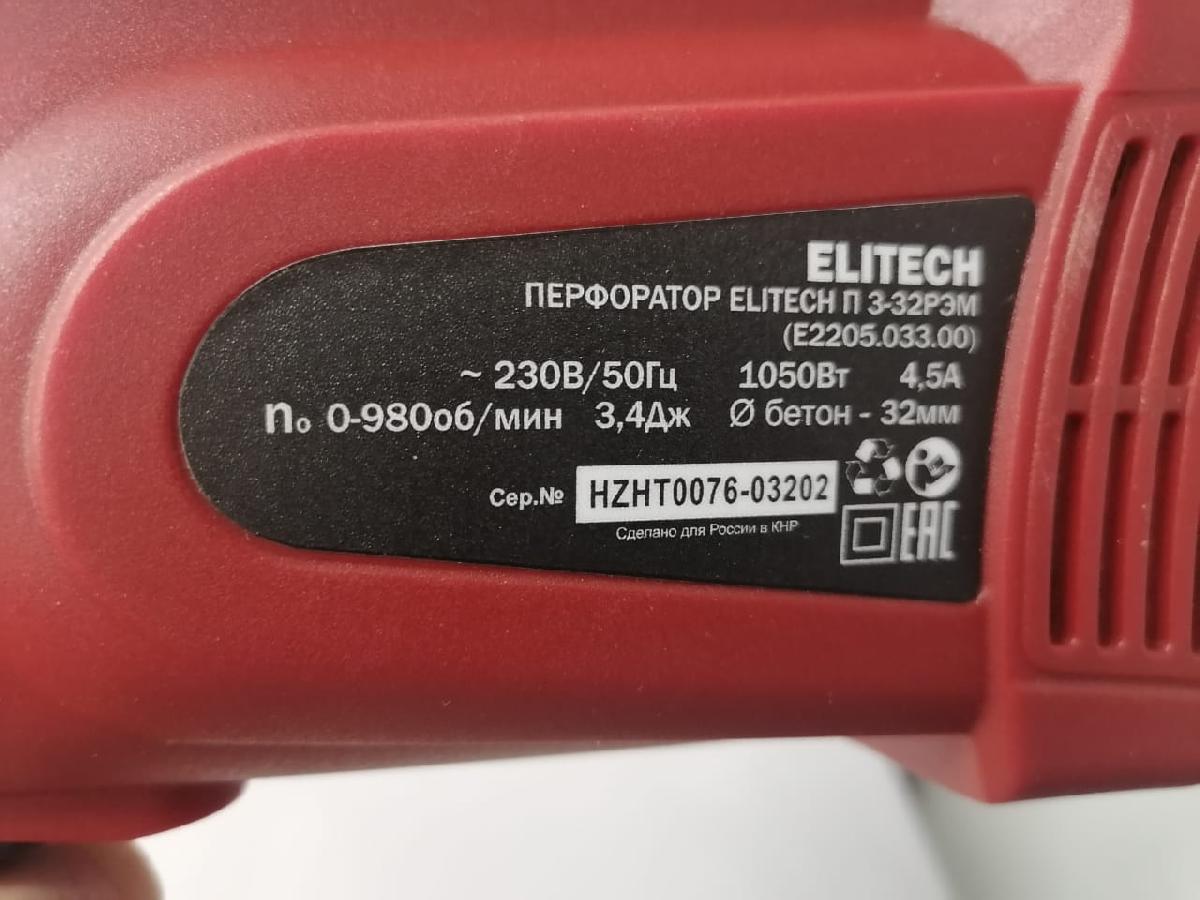 ELITECH
ПЕРФОРАТОР ELITECH П 3-32РЭМ
(E2205.033.00)
~ 230В/50Гц 1050Вт 4,5А
n₀ 0-980об/мин 3,4Дж Ø бетон - 32мм
Сер.№ HZHT0076-03202
Сделано для России в КНР
EAC